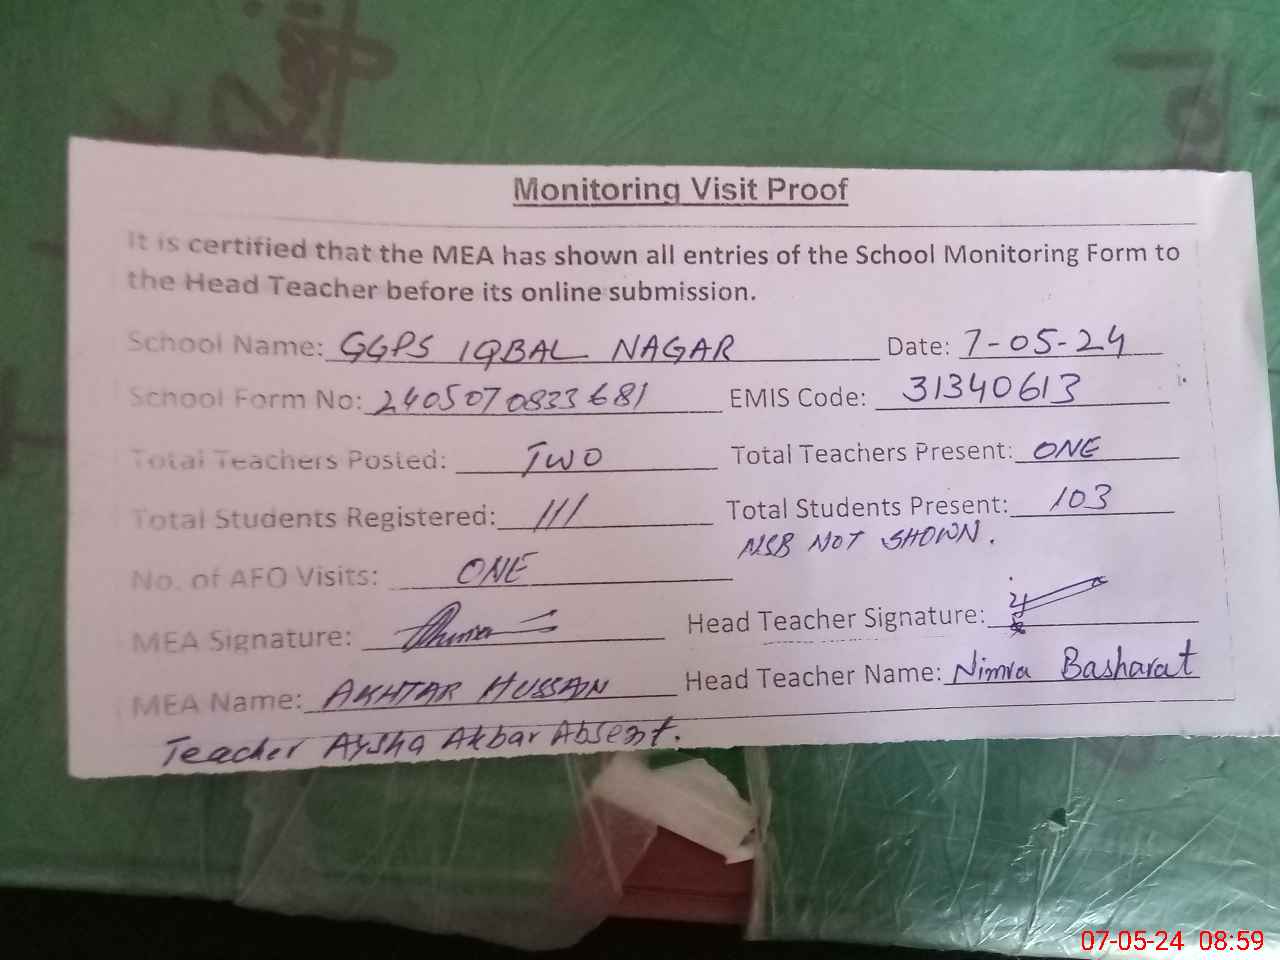 Monitoring Visit Proof
It is certified that the MEA has shown all entries of the School Monitoring Form to
the Head Teacher before its online submission.
School Name: GGPS IQBAL NAGAR Date: 7-05-24
School Form No: 2405070833681 EMIS Code: 31340613
Total Teachers Posted: TWO Total Teachers Present: ONE
Total Students Registered: 111 Total Students Present: 103
NSB NOT SHOWN.
No. of AFO Visits: ONE
MEA Signature: Head Teacher Signature:
MEA Name: AKHTAR HUSSAIN Head Teacher Name: Nimra Basharat
Teacher Aysha Akbar Absent.
07-05-24 08:59